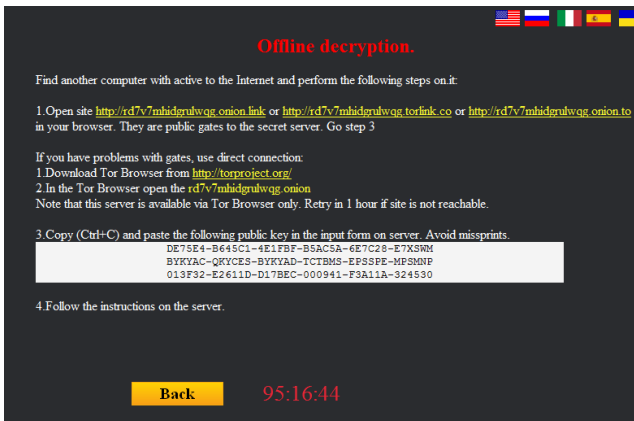 Offline decryption.
Find another computer with active to the Internet and perform the following steps on it:
1.Open site http://rd7v7mhidgrulwqg.onion.link or http://rd7v7mhidgrulwqg.torlink.co or http://rd7v7mhidgrulwqg.onion.to
in your browser. They are public gates to the secret server. Go step 3
If you have problems with gates, use direct connection:
1.Download Tor Browser from http://torproject.org/
2.In the Tor Browser open the rd7v7mhidgrulwqg.onion
Note that this server is available via Tor Browser only. Retry in 1 hour if site is not reachable.
3.Copy (Ctrl+C) and paste the following public key in the input form on server. Avoid missprints.
DE75E4-B645C1-4E1FBF-B5AC5A-6E7C28-E7XSWM
BYKYAC-QKYCES-BYKYAD-TCTBMS-EPSSPE-MPSMNP
013F32-E2611D-D17BEC-000941-F3A11A-324530
4.Follow the instructions on the server.
Back
95:16:44